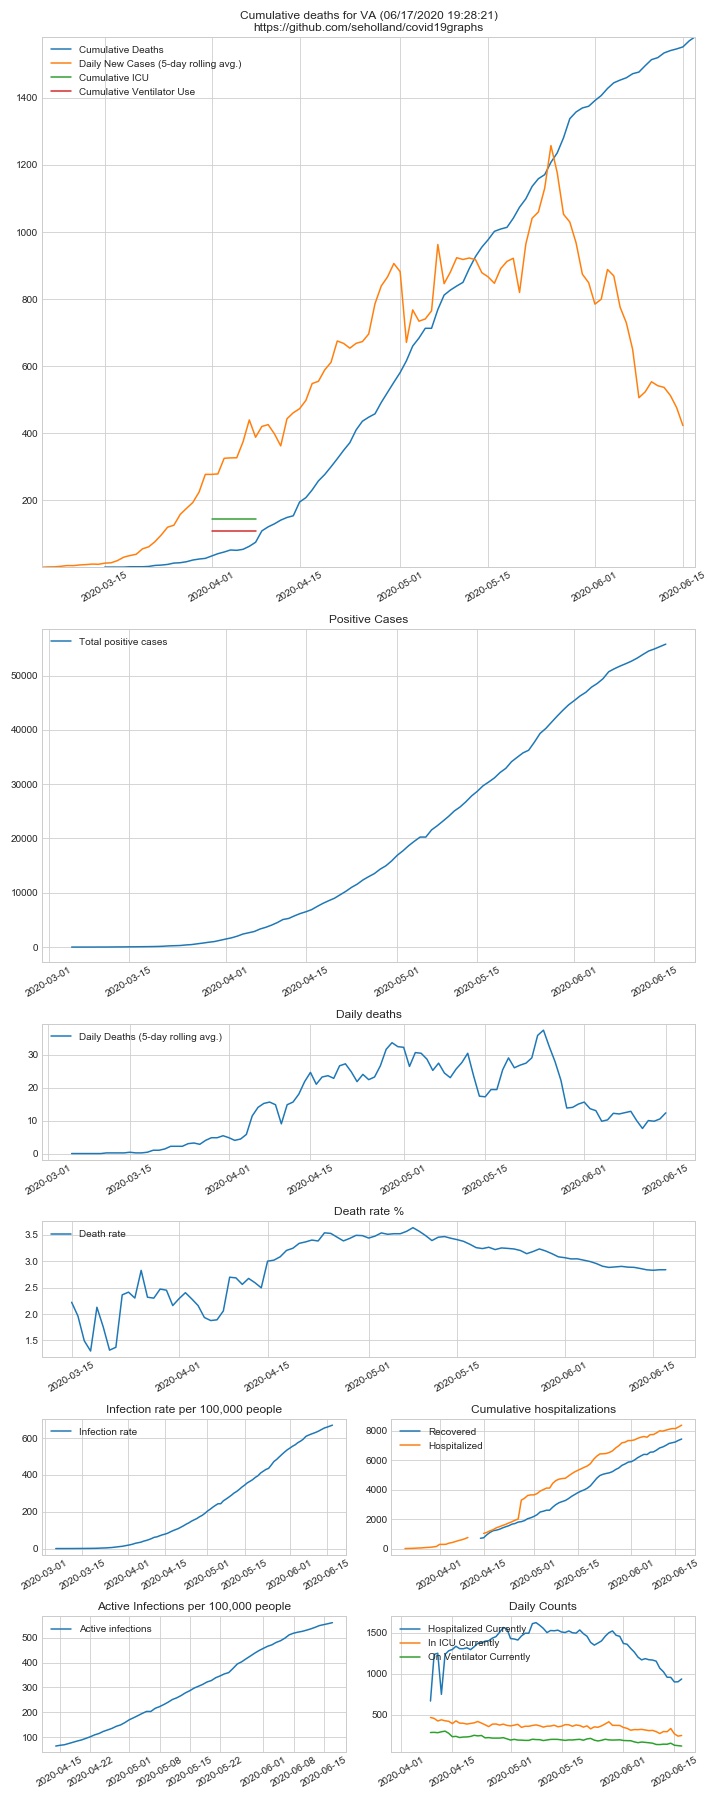 Cumulative deaths for VA (06/17/2020 19:28:21)
https://github.com/seholland/covid19graphs
Cumulative Deaths
Daily New Cases (5-day rolling avg.)
Cumulative ICU
Cumulative Ventilator Use
1400
1200
1000
800
600
400
200
2020-03-15 2020-04-01 2020-04-15 2020-05-01 2020-05-15 2020-06-01 2020-06-15
Positive Cases
Total positive cases
50000
40000
30000
20000
10000
0
2020-03-01 2020-03-15 2020-04-01 2020-04-15 2020-05-01 2020-05-15 2020-06-01 2020-06-15
Daily deaths
Daily Deaths (5-day rolling avg.)
30
20
10
0
2020-03-01 2020-03-15 2020-04-01 2020-04-15 2020-05-01 2020-05-15 2020-06-01 2020-06-15
Death rate %
Death rate
3.5
3.0
2.5
2.0
1.5
2020-03-15 2020-04-01 2020-04-15 2020-05-01 2020-05-15 2020-06-01 2020-06-15
Infection rate per 100,000 people
Infection rate
600
400
200
0
2020-03-01 2020-03-15 2020-04-01 2020-04-15 2020-05-01 2020-05-15 2020-06-01 2020-06-15
Cumulative hospitalizations
Recovered
Hospitalized
8000
6000
4000
2000
0
2020-04-01 2020-04-15 2020-05-01 2020-05-15 2020-06-01 2020-06-15
Active Infections per 100,000 people
Active infections
500
400
300
200
100
2020-04-15 2020-04-22 2020-05-01 2020-05-08 2020-05-15 2020-05-22 2020-06-01 2020-06-08 2020-06-15
Daily Counts
Hospitalized Currently
In ICU Currently
On Ventilator Currently
1500
1000
500
2020-04-01 2020-04-15 2020-05-01 2020-05-15 2020-06-01 2020-06-15